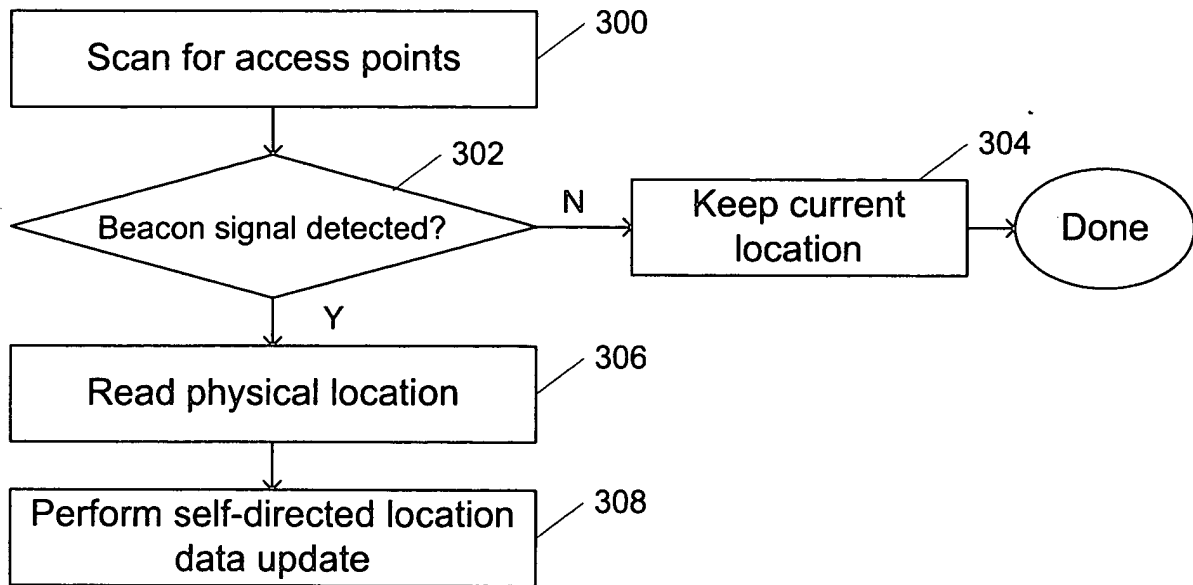 300
Scan for access points
302
304
Beacon signal detected?
N
Keep current
location
Done
Y
306
Read physical location
308
Perform self-directed location
data update